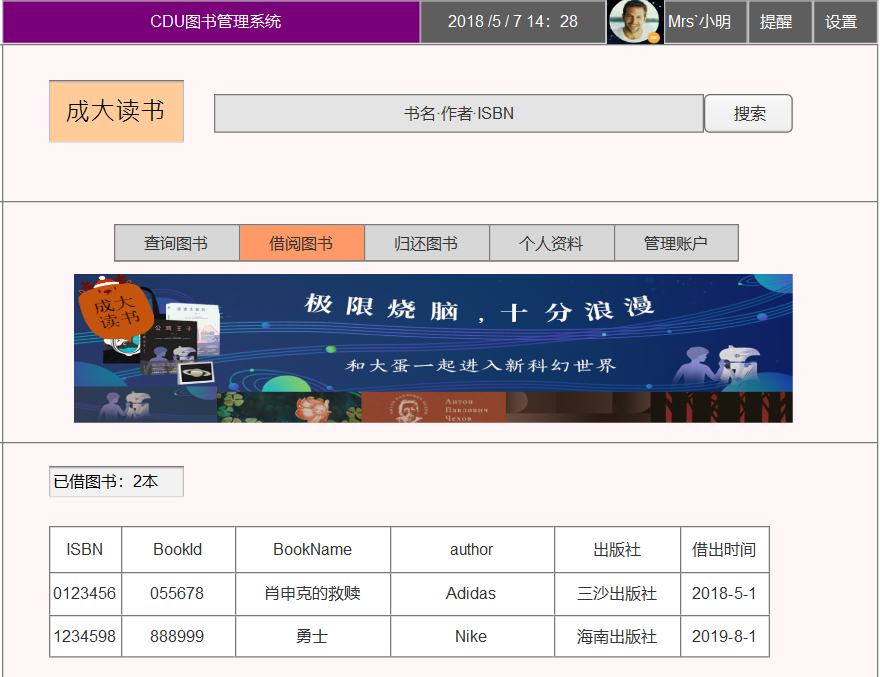 CDU图书管理系统 2018 /5 / 7 14：28 Mrs`小明 提醒 设置
成大读书 书名·作者·ISBN 搜索
查询图书 借阅图书 归还图书 个人资料 管理账户
成大
读书
极限烧脑，十分浪漫
公病王子
和大蛋一起进入新科幻世界
Антон
Павлович
Чехов
已借图书：2本
ISBN BookId BookName author 出版社 借出时间
0123456 055678 肖申克的救赎 Adidas 三沙出版社 2018-5-1
1234598 888999 勇士 Nike 海南出版社 2019-8-1